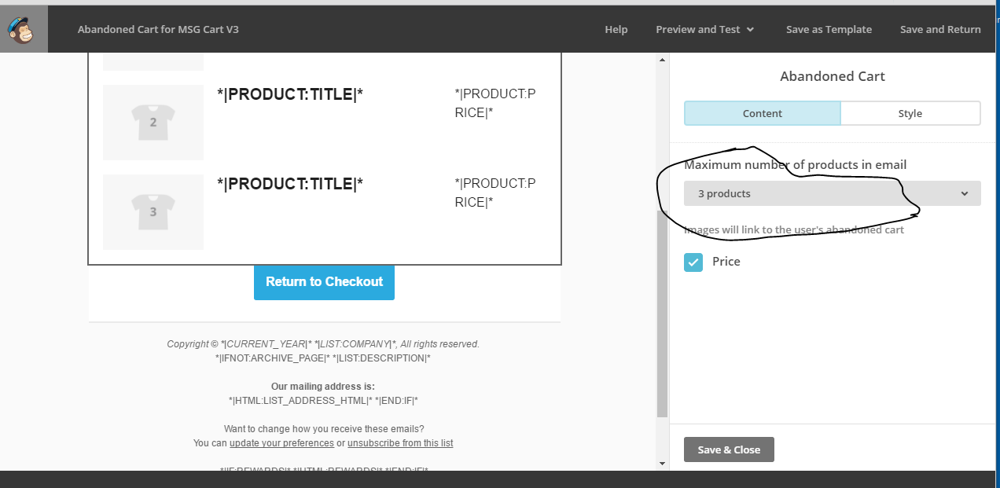 Abandoned Cart for MSG Cart V3
Help
Preview and Test
Save as Template
Save and Return
2
*|PRODUCT:TITLE|*
*|PRODUCT:P
RICE|*
3
*|PRODUCT:TITLE|*
*|PRODUCT:P
RICE|*
Return to Checkout
Copyright © *|CURRENT_YEAR|* *|LIST:COMPANY|*, All rights reserved.
*|IFNOT:ARCHIVE_PAGE|* *|LIST:DESCRIPTION|*
Our mailing address is:
*|HTML:LIST_ADDRESS_HTML|* *|END:IF|*
Want to change how you receive these emails?
You can update your preferences or unsubscribe from this list
*|IF:REWARDS|* *|HTML:REWARDS|* *|END:IF|*
Abandoned Cart
Content
Style
Maximum number of products in email
3 products
Images will link to the user's abandoned cart
Price
Save & Close